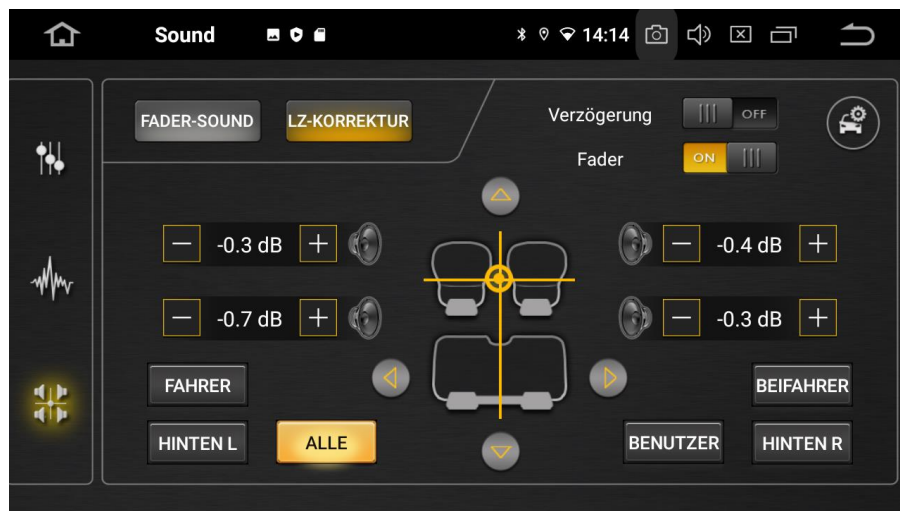 Sound 14:14
FADER-SOUND LZ-KORREKTUR Verzögerung OFF
Fader ON
-0.3 dB -0.4 dB
-0.7 dB -0.3 dB
FAHRER BEIFAHRER
HINTEN L ALLE BENUTZER HINTEN R